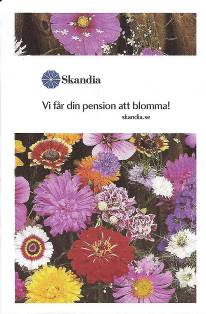 Skandia
Vi får din pension att blomma!
skandia.se